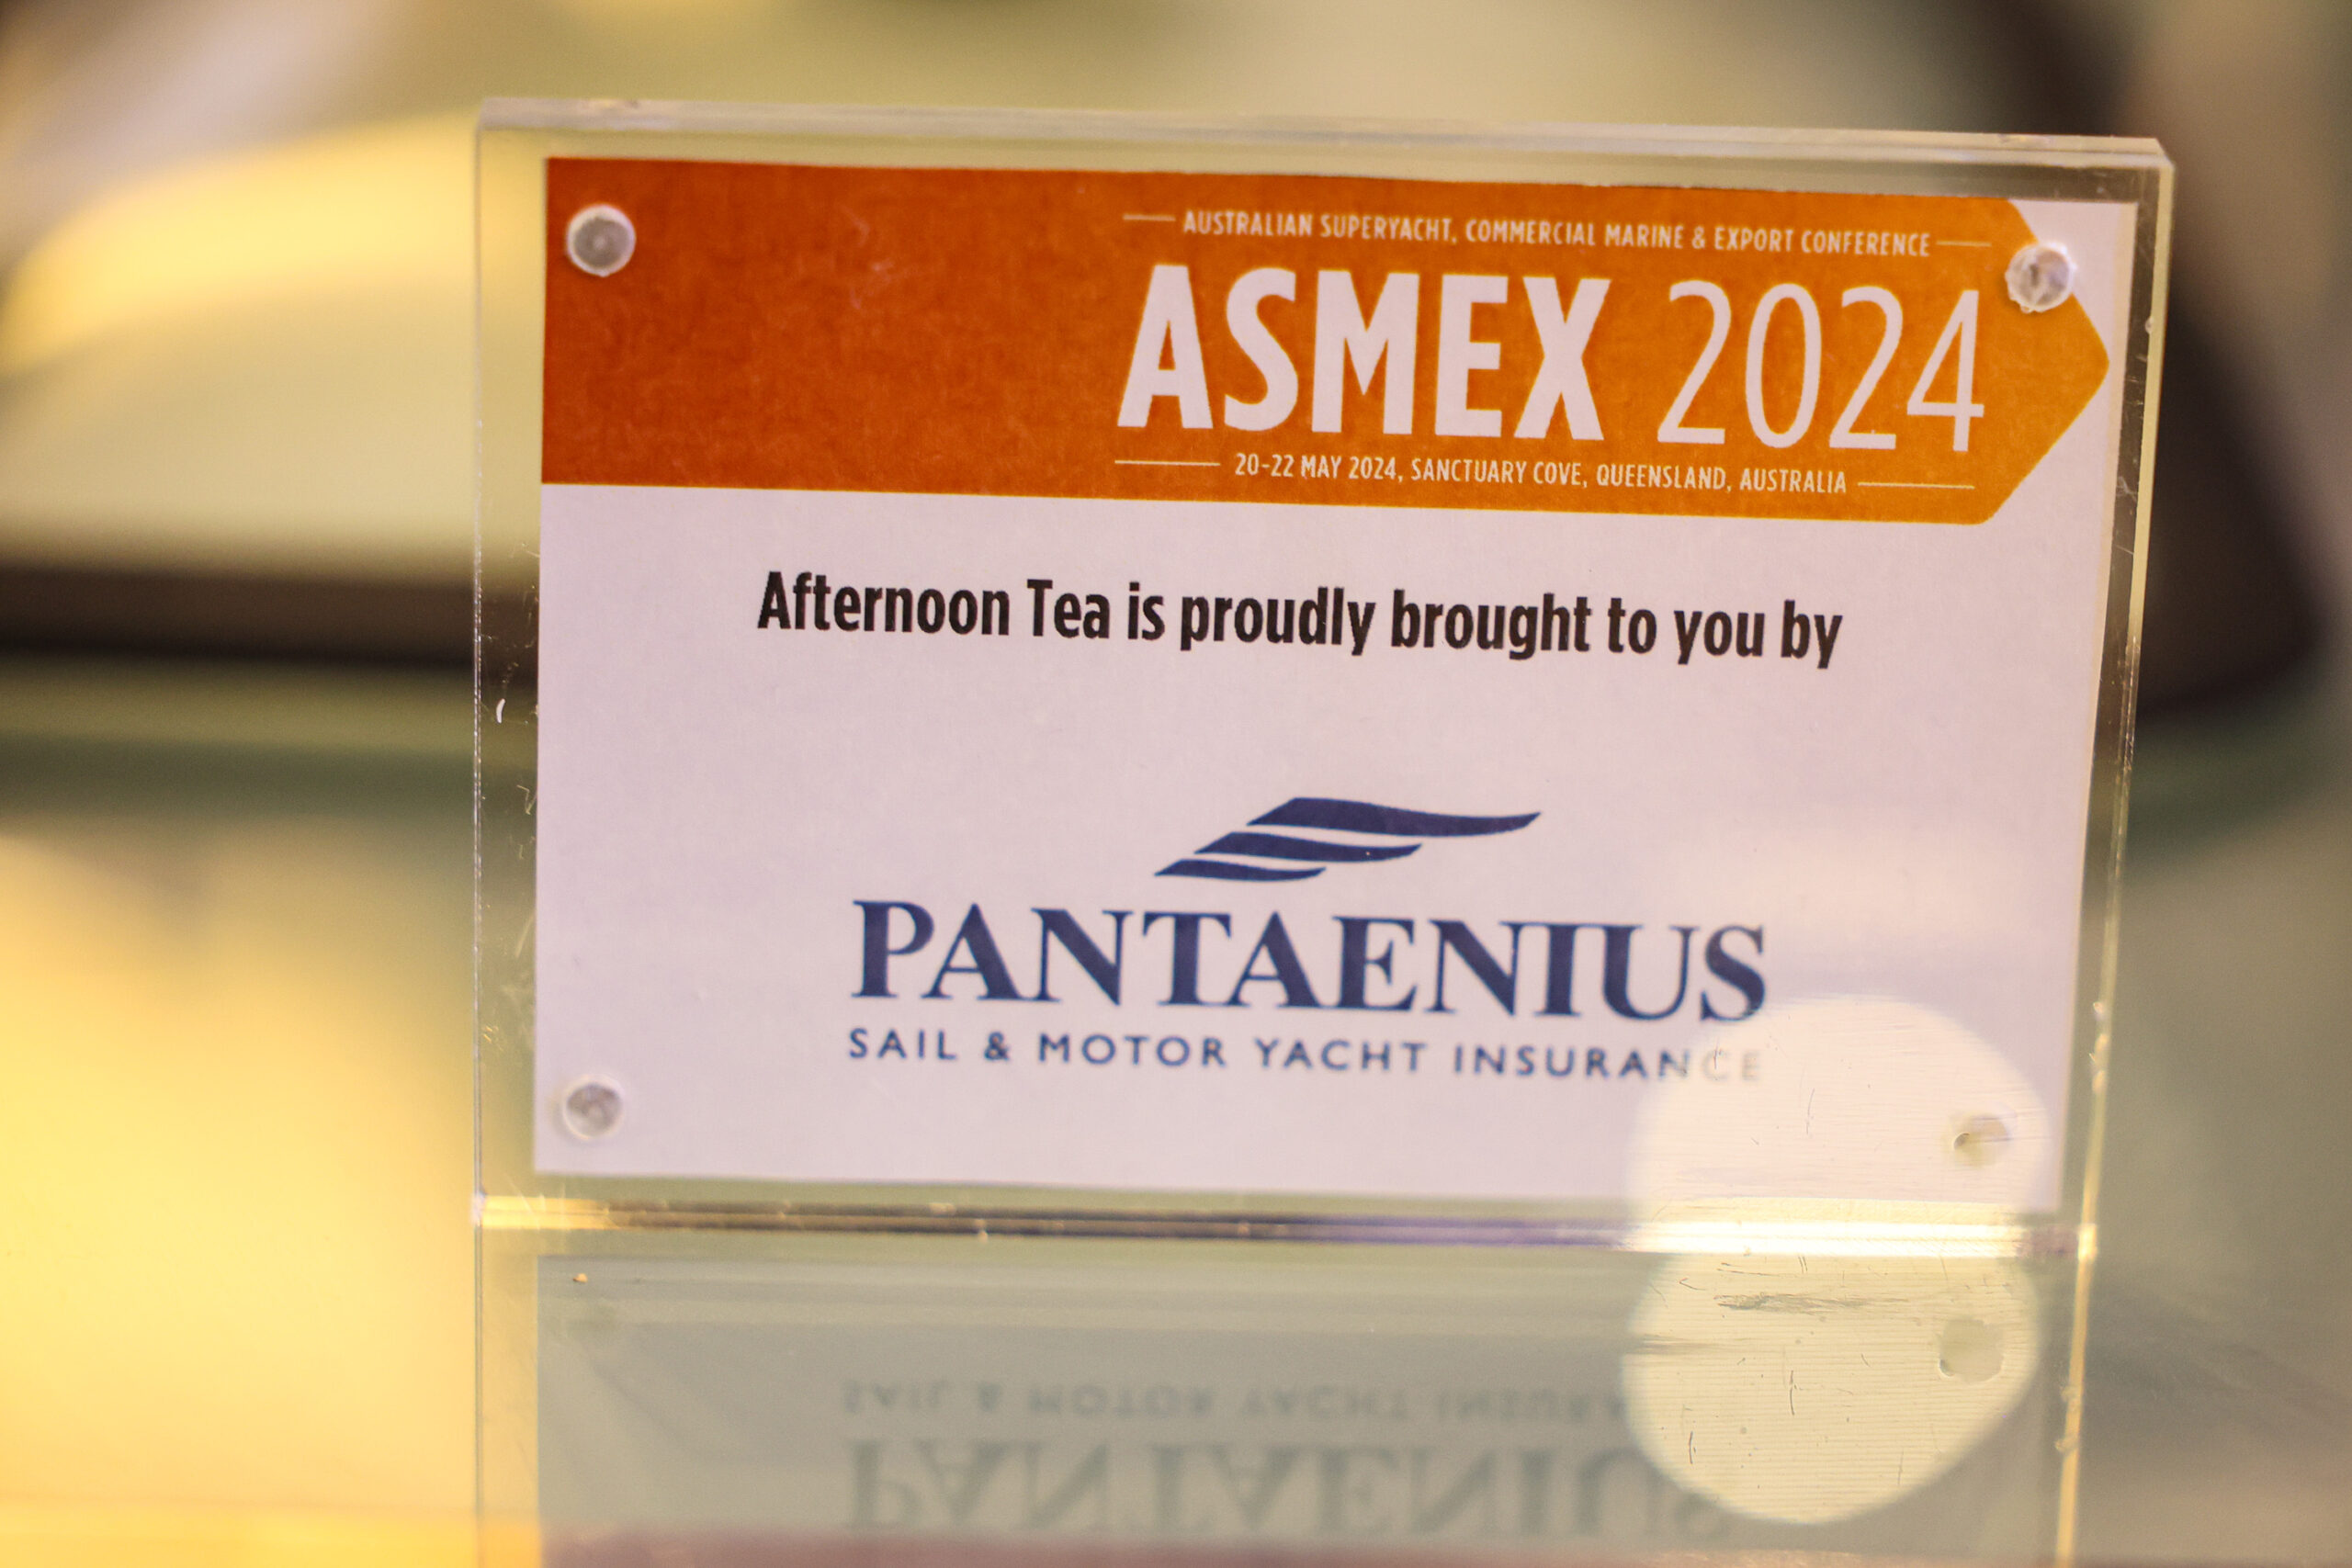 AUSTRALIAN SUPERYACHT, COMMERCIAL MARINE & EXPORT CONFERENCE
ASMEX 2024
20-22 MAY 2024, SANCTUARY COVE, QUEENSLAND, AUSTRALIA
Afternoon Tea is proudly brought to you by
PANTAENIUS
SAIL & MOTOR YACHT INSURANCE